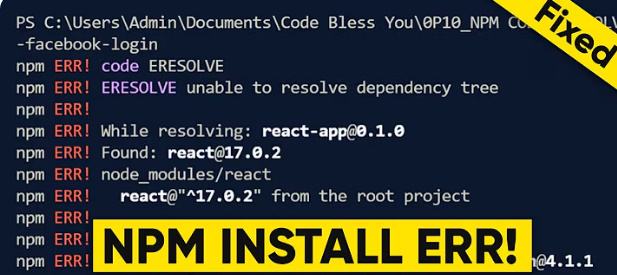 PS C:\Users\Admin\Documents\Code Bless You\0P10_NPM
-facebook-login
npm ERR! code ERESOLVE
npm ERR! ERESOLVE unable to resolve dependency tree
npm ERR!
npm ERR! While resolving: react-app@0.1.0
npm ERR! Found: react@17.0.2
npm ERR! node_modules/react
npm ERR!   react@"^17.0.2" from the root project
npm ERR!
npm ERR!
npm ERR! @4.1.1
Fixed
NPM INSTALL ERR!